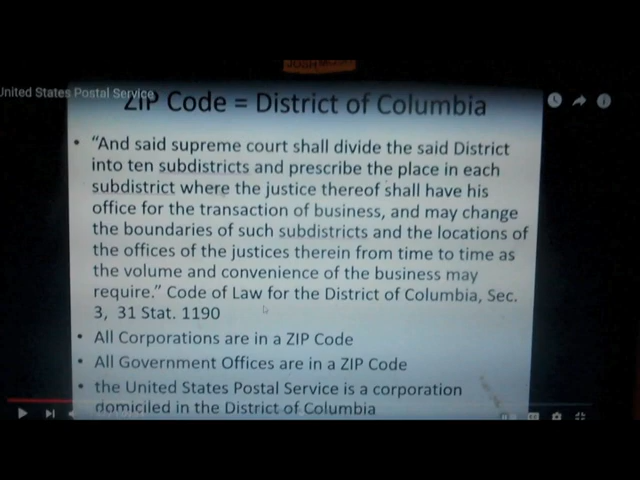 United States Postal Service
ZIP Code = District of Columbia
• "And said supreme court shall divide the said District
into ten subdistricts and prescribe the place in each
subdistrict where the justice thereof shall have his
office for the transaction of business, and may change
the boundaries of such subdistricts and the locations of
the offices of the justices therein from time to time as
the volume and convenience of the business may
require." Code of Law for the District of Columbia, Sec.
3, 31 Stat. 1190
• All Corporations are in a ZIP Code
• All Government Offices are in a ZIP Code
• the United States Postal Service is a corporation
domiciled in the District of Columbia